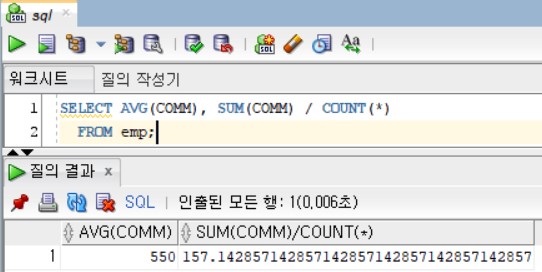 sql
SQL
워크시트 질의 작성기
1 SELECT AVG(COMM), SUM(COMM) / COUNT(*)
2 FROM emp;
질의 결과 x
SQL | 인출된 모든 행: 1(0,006초)
AVG(COMM) SUM(COMM)/COUNT(*)
1 550 157.142857142857142857142857142857142857